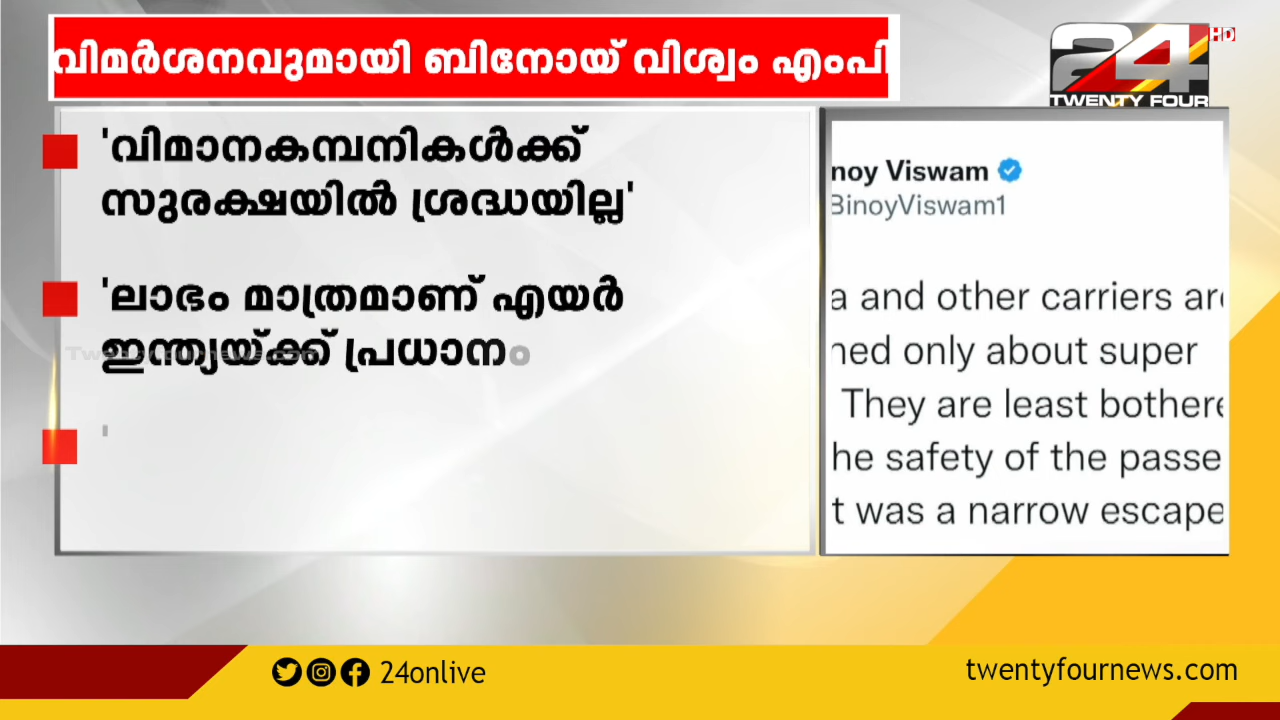 വിമർശനവുമായി ബിനോയ് വിശ്വം എംപി
24 HD
TWENTY FOUR
'വിമാനകമ്പനികൾക്ക്
സുരക്ഷയിൽ ശ്രദ്ധയില്ല'
'ലാഭം മാത്രമാണ് എയർ
ഇന്ത്യയ്ക്ക് പ്രധാനം
'
Twentyfournews.com
noy Viswam
BinoyViswam1
a and other carriers are
ned only about super
They are least bothere
he safety of the passe
t was a narrow escape
24onlive
twentyfournews.com